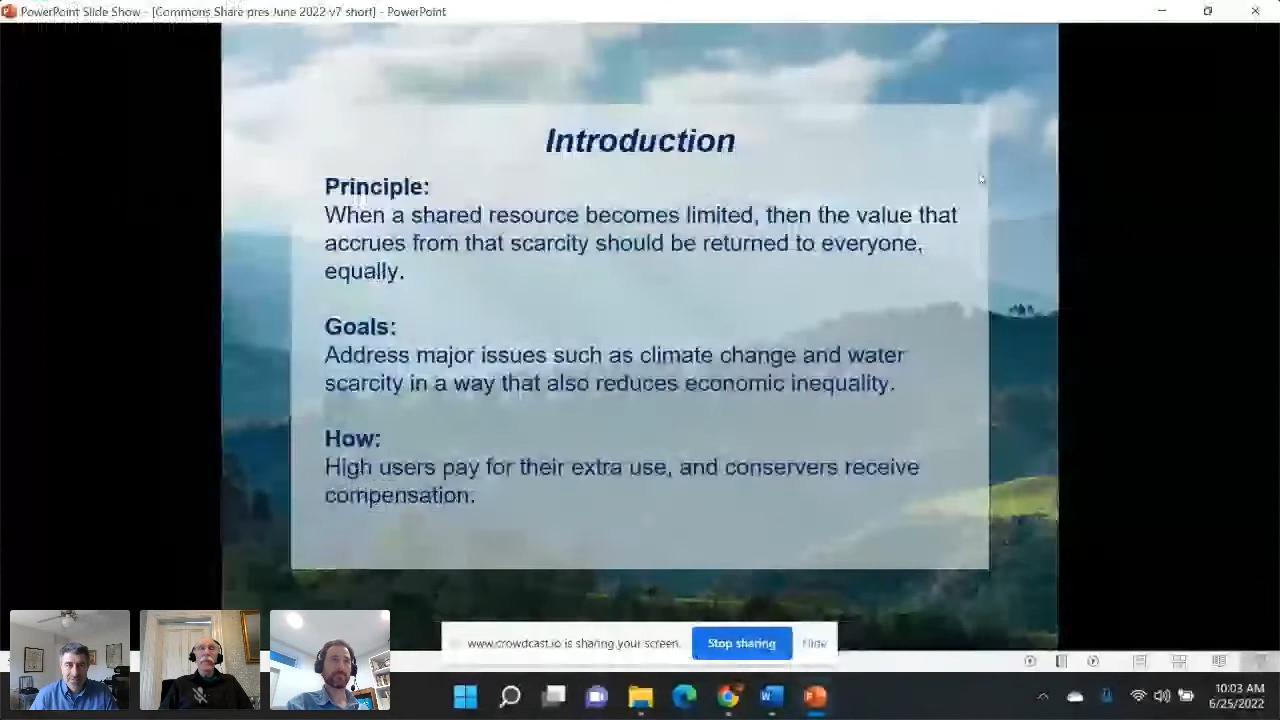 PowerPoint Slide Show - [Commons Share pres June 2022 v7 short] - PowerPoint
Introduction
Principle:
When a shared resource becomes limited, then the value that
accrues from that scarcity should be returned to everyone,
equally.
Goals:
Address major issues such as climate change and water
scarcity in a way that also reduces economic inequality.
How:
High users pay for their extra use, and conservers receive
compensation.
www.crowdcast.io is sharing your screen.
Stop sharing
Hide
10:03 AM
6/25/2022